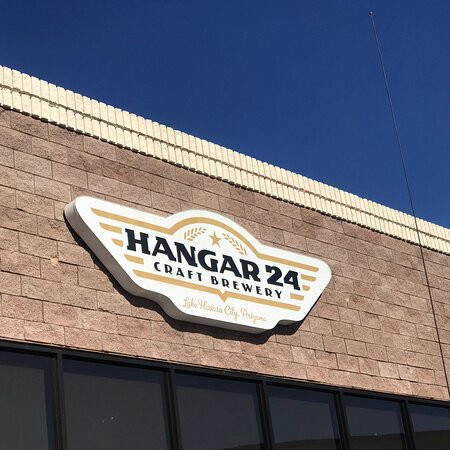 HANGAR 24
CRAFT BREWERY
Lake Havasu City, Arizona